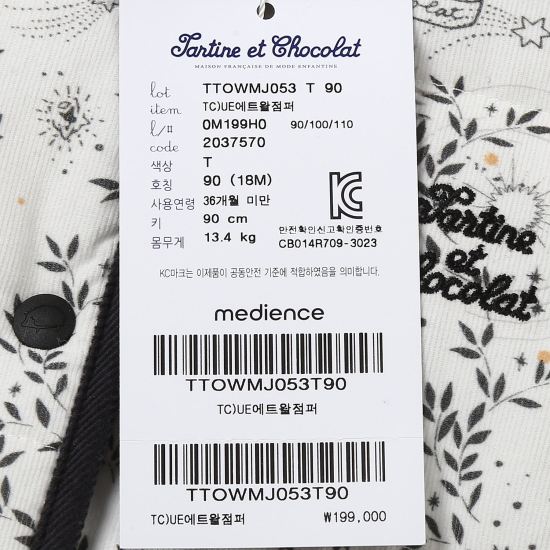 Tartine et Chocolat
MAISON FRANÇAISE DE MODE ENFANTINE
lot TTOWMJ053 T 90
item TC)UE에트왈점퍼
l/# 0M199H0 90/100/110
code 2037570
색상 T
호칭 90 (18M)
사용연령 36개월 미만
키 90 cm
몸무게 13.4 kg
안전확인신고확인증번호
CB014R709-3023
KC마크는 이제품이 공동안전 기준에 적합하였음을 의미합니다.
medience
TTOWMJ053T90
TC)UE에트왈점퍼
TTOWMJ053T90
TC)UE에트왈점퍼 ₩199,000
Tartine
et
Chocolat